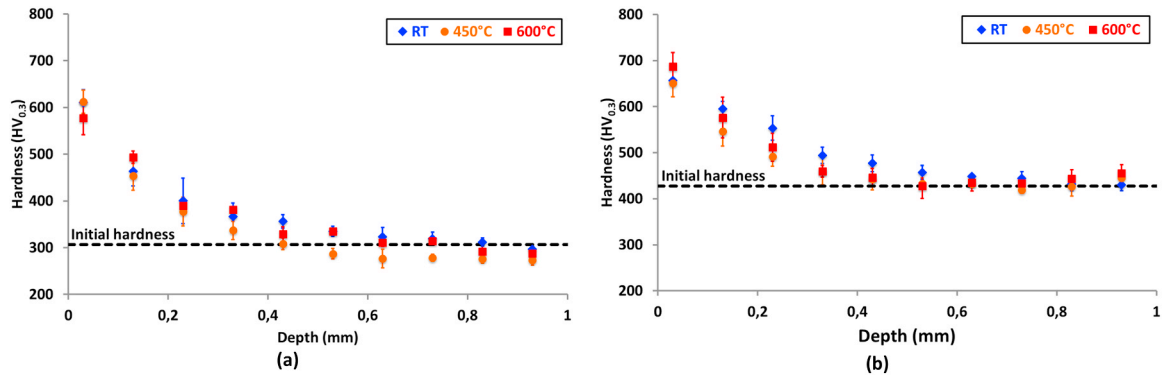 800
700
600
500
400
300
200
Hardness (HV0.3)
RT 450°C 600°C
Initial hardness
0 0,2 0,4 0,6 0,8 1
Depth (mm)
(a)
800
700
600
500
400
300
200
Hardness (HV0.3)
RT 450°C 600°C
Initial hardness
0 0,2 0,4 0,6 0,8 1
Depth (mm)
(b)